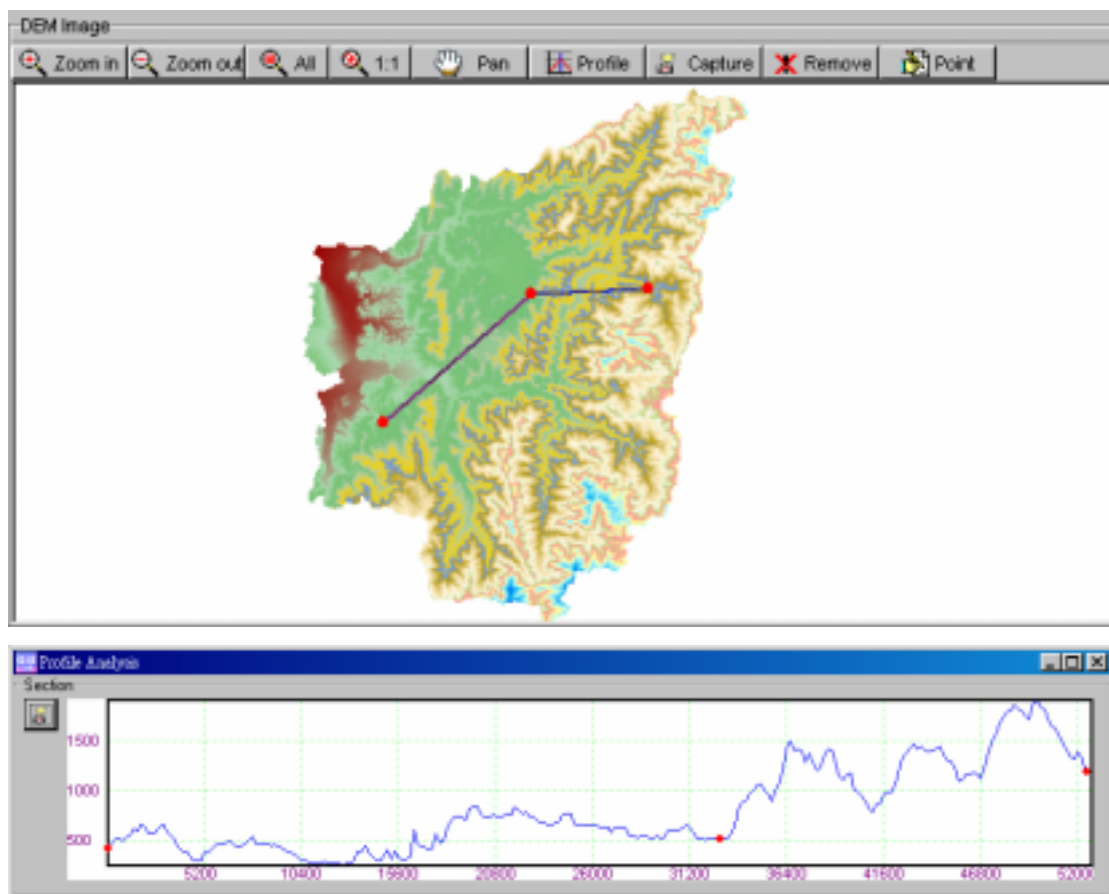 DEM Image
Zoom in Zoom out All 1:1 Pan Profile Capture Remove Point
Profile Analysis
Section
1500
1000
500
5200 10400 15600 20800 26000 31200 36400 41600 46800 52000